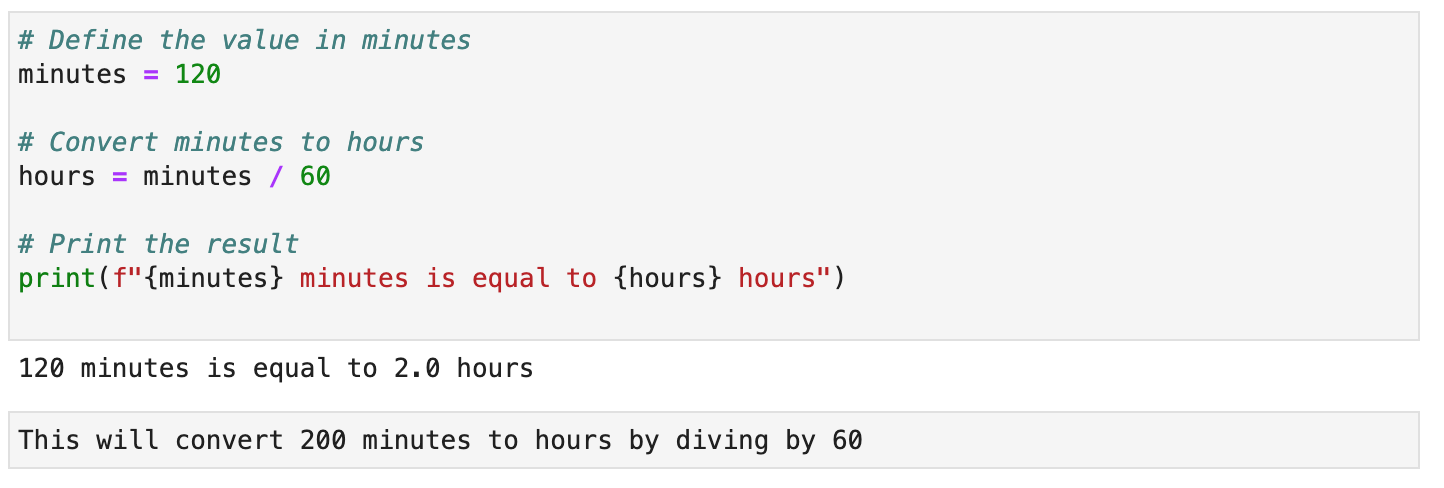 # Define the value in minutes
minutes = 120
# Convert minutes to hours
hours = minutes / 60
# Print the result
print(f"{minutes} minutes is equal to {hours} hours")
120 minutes is equal to 2.0 hours
This will convert 200 minutes to hours by diving by 60